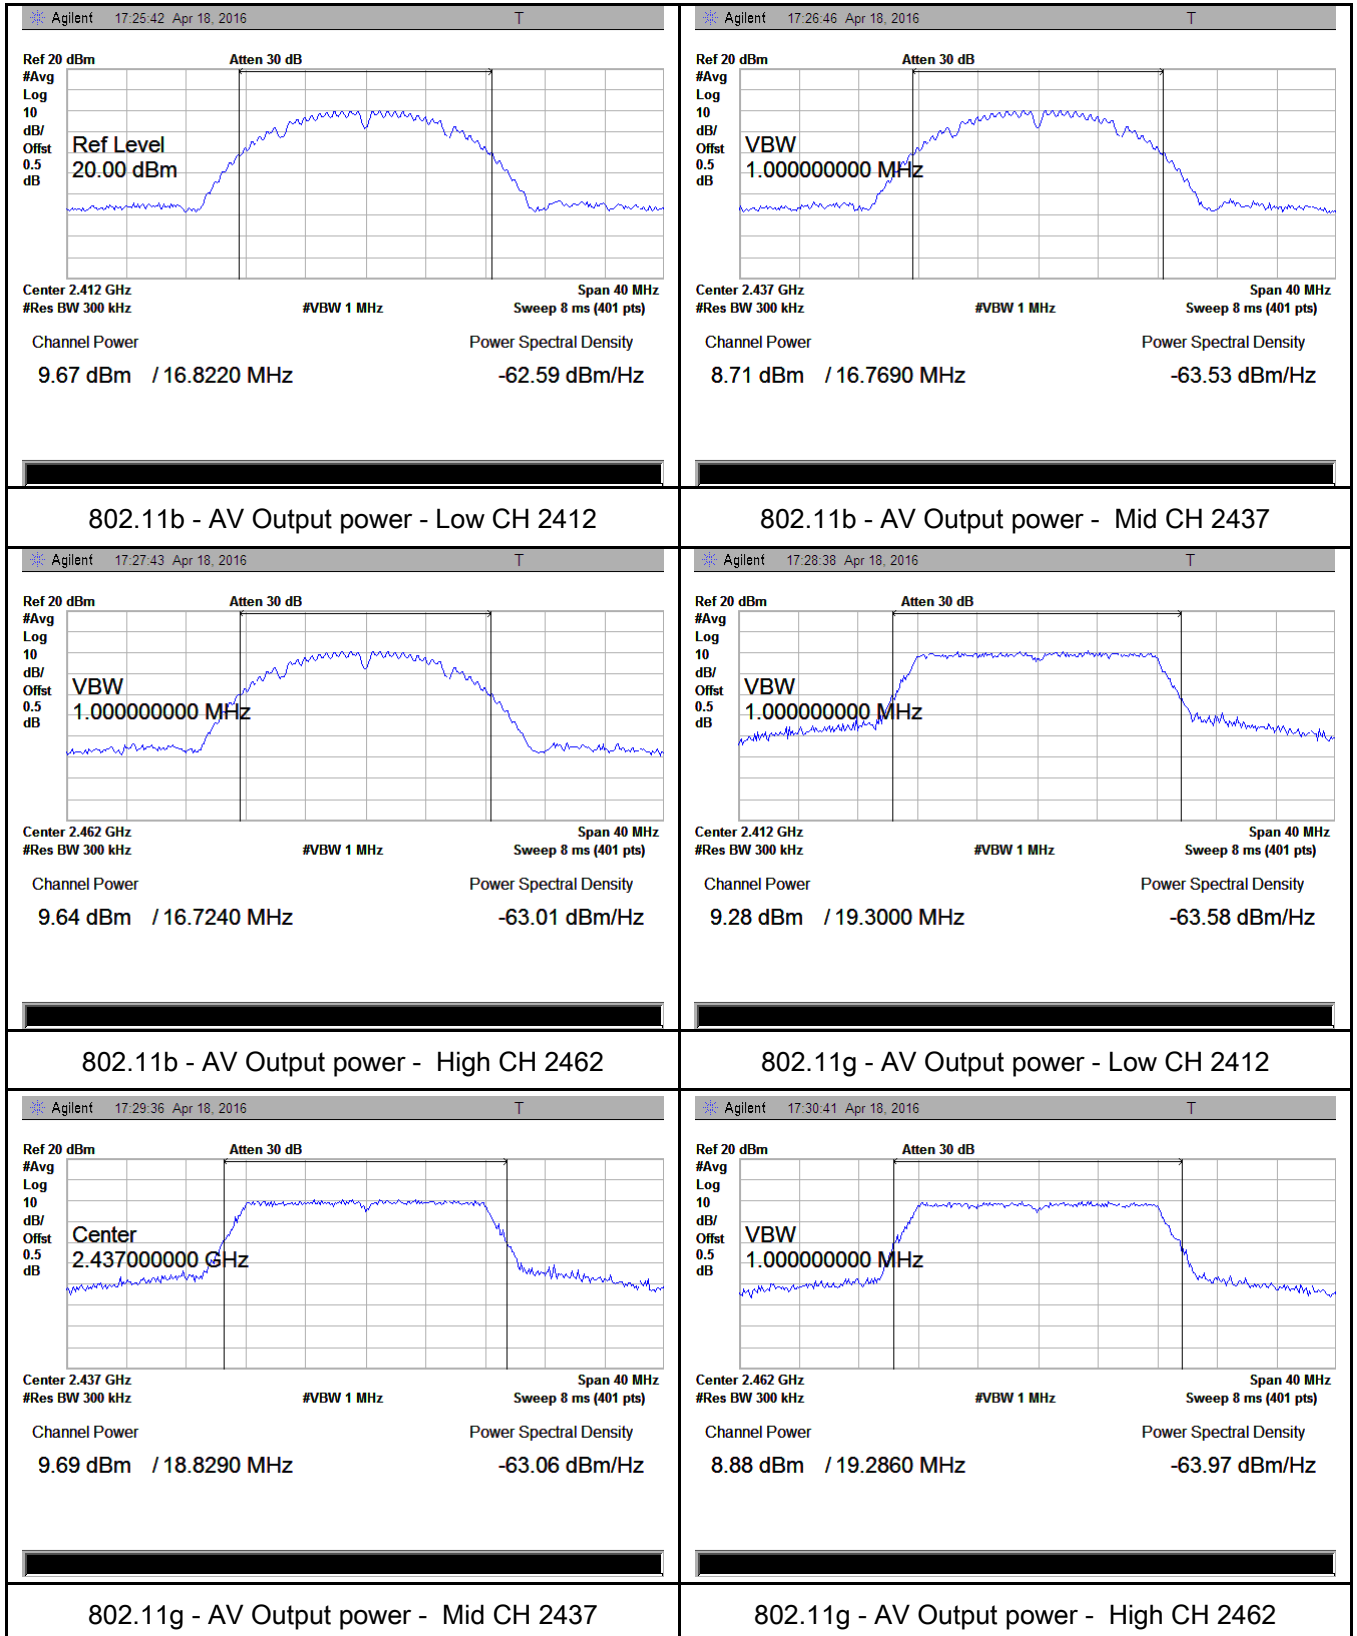 Agilent 17:25:42 Apr 18, 2016 T
Ref 20 dBm Atten 30 dB
#Avg
Log
10
dB/
Offst
0.5
dB
Ref Level
20.00 dBm
Center 2.412 GHz Span 40 MHz
#Res BW 300 kHz #VBW 1 MHz Sweep 8 ms (401 pts)
Channel Power Power Spectral Density
9.67 dBm / 16.8220 MHz -62.59 dBm/Hz
802.11b - AV Output power - Low CH 2412
Agilent 17:26:46 Apr 18, 2016 T
Ref 20 dBm Atten 30 dB
#Avg
Log
10
dB/
Offst
0.5
dB
VBW
1.000000000 MHz
Center 2.437 GHz Span 40 MHz
#Res BW 300 kHz #VBW 1 MHz Sweep 8 ms (401 pts)
Channel Power Power Spectral Density
8.71 dBm / 16.7690 MHz -63.53 dBm/Hz
802.11b - AV Output power - Mid CH 2437
Agilent 17:27:43 Apr 18, 2016 T
Ref 20 dBm Atten 30 dB
#Avg
Log
10
dB/
Offst
0.5
dB
VBW
1.000000000 MHz
Center 2.462 GHz Span 40 MHz
#Res BW 300 kHz #VBW 1 MHz Sweep 8 ms (401 pts)
Channel Power Power Spectral Density
9.64 dBm / 16.7240 MHz -63.01 dBm/Hz
802.11b - AV Output power - High CH 2462
Agilent 17:28:38 Apr 18, 2016 T
Ref 20 dBm Atten 30 dB
#Avg
Log
10
dB/
Offst
0.5
dB
VBW
1.000000000 MHz
Center 2.412 GHz Span 40 MHz
#Res BW 300 kHz #VBW 1 MHz Sweep 8 ms (401 pts)
Channel Power Power Spectral Density
9.28 dBm / 19.3000 MHz -63.58 dBm/Hz
802.11g - AV Output power - Low CH 2412
Agilent 17:29:36 Apr 18, 2016 T
Ref 20 dBm Atten 30 dB
#Avg
Log
10
dB/
Offst
0.5
dB
Center
2.437000000 GHz
Center 2.437 GHz Span 40 MHz
#Res BW 300 kHz #VBW 1 MHz Sweep 8 ms (401 pts)
Channel Power Power Spectral Density
9.69 dBm / 18.8290 MHz -63.06 dBm/Hz
802.11g - AV Output power - Mid CH 2437
Agilent 17:30:41 Apr 18, 2016 T
Ref 20 dBm Atten 30 dB
#Avg
Log
10
dB/
Offst
0.5
dB
VBW
1.000000000 MHz
Center 2.462 GHz Span 40 MHz
#Res BW 300 kHz #VBW 1 MHz Sweep 8 ms (401 pts)
Channel Power Power Spectral Density
8.88 dBm / 19.2860 MHz -63.97 dBm/Hz
802.11g - AV Output power - High CH 2462